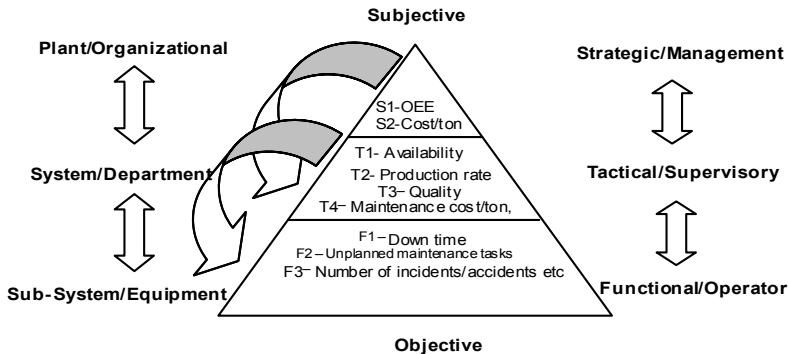 Subjective
Plant/Organizational
Strategic/Management
S1-OEE
S2-Cost/ton
T1- Availability
System/Department
T2- Production rate
Tactical/Supervisory
T3– Quality
T4– Maintenance cost/ton,
F1–Down time
F2–Unplanned maintenance tasks
F3– Number of incidents/accidents etc
Sub-System/Equipment
Functional/Operator
Objective